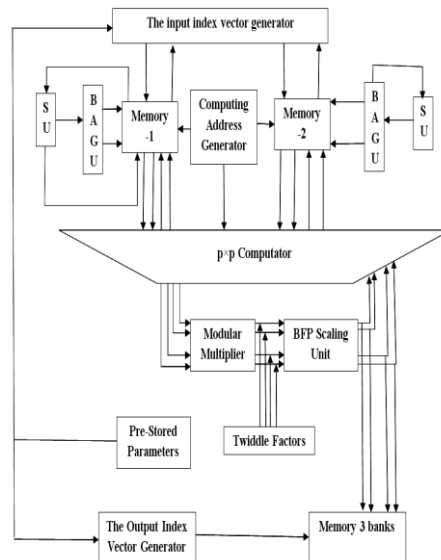 The input index vector generator
S
U
B
A
G
U
Memory
-1
Computing
Address
Generator
Memory
-2
B
A
G
U
S
U
p×p Computator
Modular
Multiplier
BFP Scaling
Unit
Pre-Stored
Parameters
Twiddle Factors
The Output Index
Vector Generator
Memory 3 banks